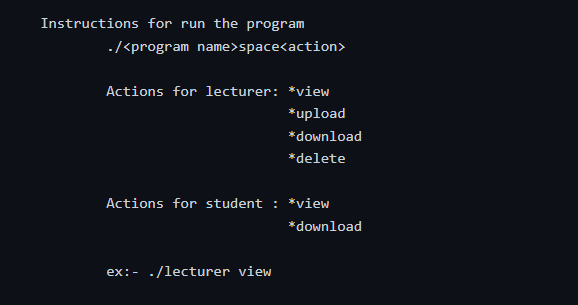 Instructions for run the program
./<program name>space<action>
Actions for lecturer: *view
*upload
*download
*delete
Actions for student : *view
*download
ex:- ./lecturer view